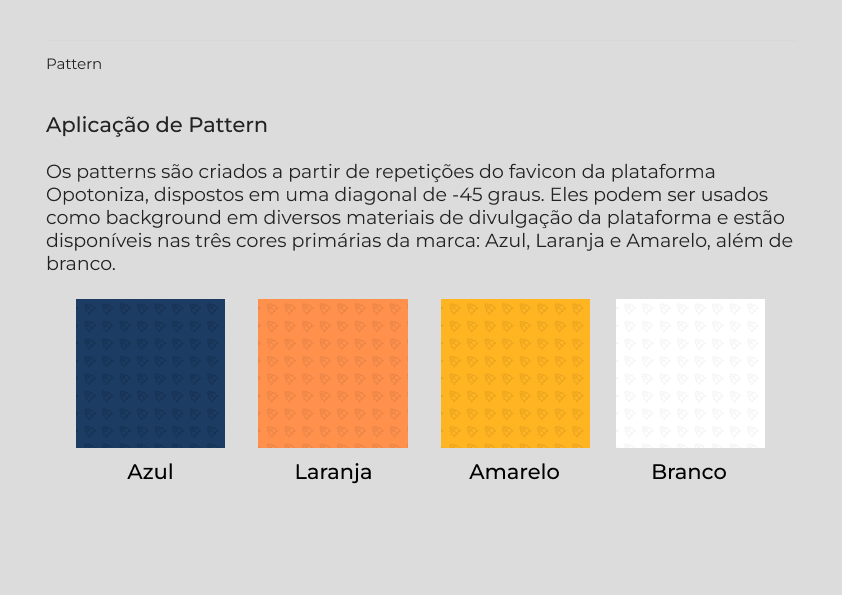 Pattern
Aplicação de Pattern
Os patterns são criados a partir de repetições do favicon da plataforma
Opotoniza, dispostos em uma diagonal de -45 graus. Eles podem ser usados
como background em diversos materiais de divulgação da plataforma e estão
disponíveis nas três cores primárias da marca: Azul, Laranja e Amarelo, além de
branco.
Azul
Laranja
Amarelo
Branco